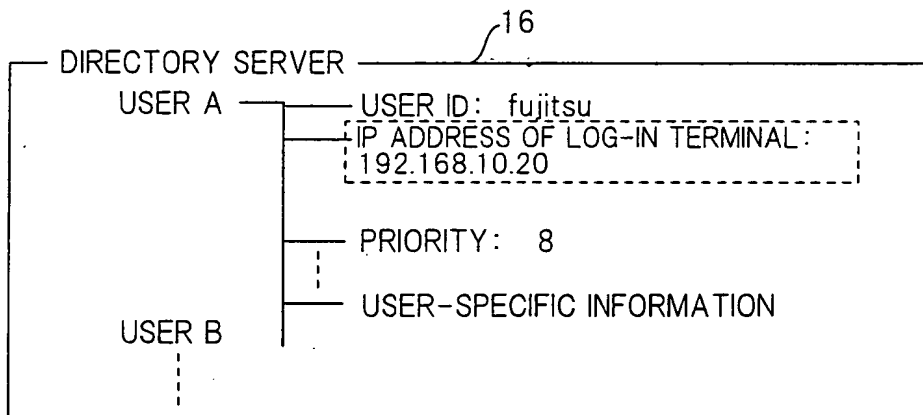 16
DIRECTORY SERVER
USER A
USER ID: fujitsu
IP ADDRESS OF LOG-IN TERMINAL:
192.168.10.20
PRIORITY: 8
USER-SPECIFIC INFORMATION
USER B